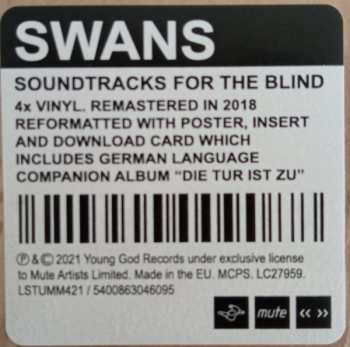 SWANS
SOUNDTRACKS FOR THE BLIND
4x VINYL. REMASTERED IN 2018
REFORMATTED WITH POSTER, INSERT
AND DOWNLOAD CARD WHICH
INCLUDES GERMAN LANGUAGE
COMPANION ALBUM “DIE TUR IST ZU”
℗ & © 2021 Young God Records under exclusive license
to Mute Artists Limited. Made in the EU. MCPS. LC27959.
LSTUMM421 / 5400863046095
mute